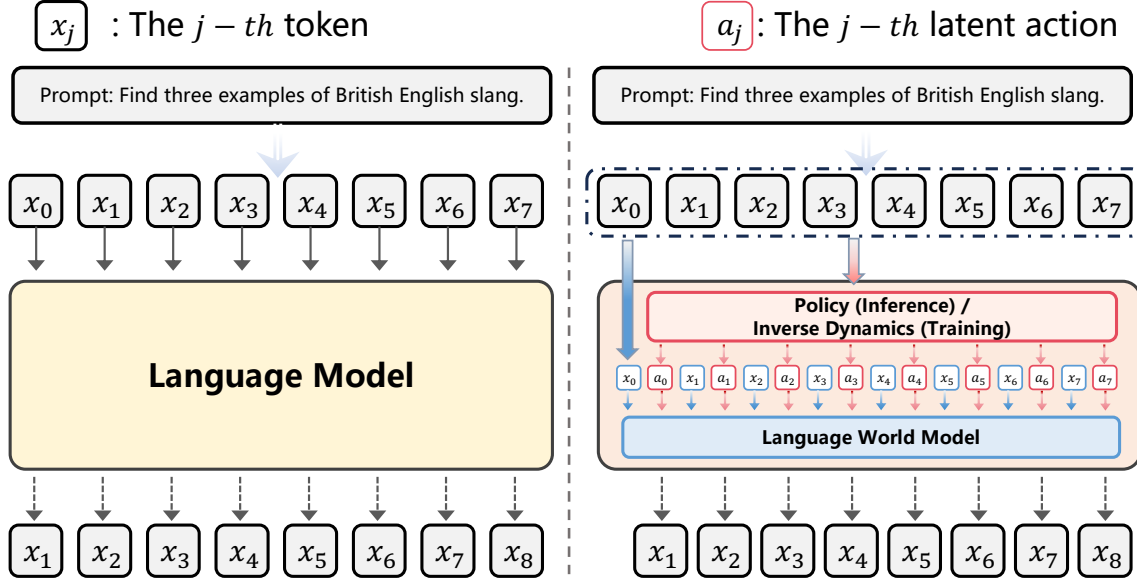 x_j : The j − th token
a_j : The j − th latent action
Prompt: Find three examples of British English slang.
x_0 x_1 x_2 x_3 x_4 x_5 x_6 x_7
Language Model
x_1 x_2 x_3 x_4 x_5 x_6 x_7 x_8
Prompt: Find three examples of British English slang.
x_0 x_1 x_2 x_3 x_4 x_5 x_6 x_7
Policy (Inference) /
Inverse Dynamics (Training)
x_0 a_0 x_1 a_1 x_2 a_2 x_3 a_3 x_4 a_4 x_5 a_5 x_6 a_6 x_7 a_7
Language World Model
x_1 x_2 x_3 x_4 x_5 x_6 x_7 x_8